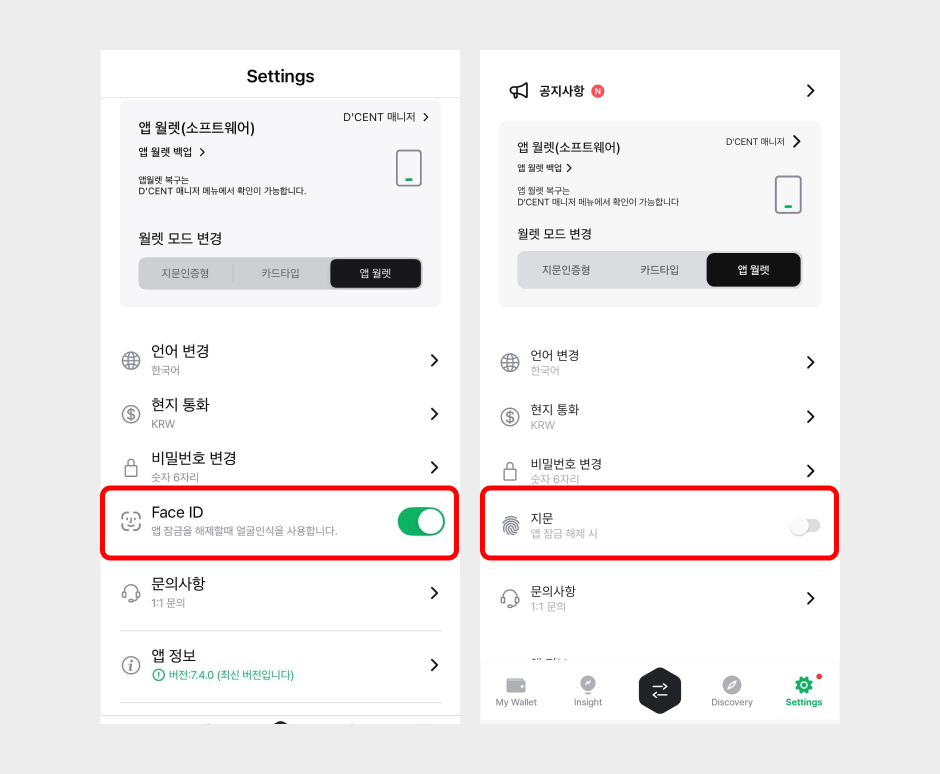 Settings
D'CENT 매니저
앱 월렛(소프트웨어)
앱 월렛 백업
앱월렛 복구는
D'CENT 매니저 메뉴에서 확인이 가능합니다.
월렛 모드 변경
지문인증형
카드타입
앱 월렛
언어 변경
한국어
현지 통화
KRW
비밀번호 변경
숫자 6자리
Face ID
앱 잠금을 해제할때 얼굴인식을 사용합니다.
문의사항
1:1 문의
앱 정보
버전:7.4.0 (최신 버전입니다)
공지사항 N
D'CENT 매니저
앱 월렛(소프트웨어)
앱 월렛 백업
앱 월렛 복구는
D'CENT 매니저 메뉴에서 확인이 가능합니다
월렛 모드 변경
지문인증형
카드타입
앱 월렛
언어 변경
한국어
현지 통화
KRW
비밀번호 변경
숫자 6자리
지문
앱 잠금 해제 시
문의사항
1:1 문의
My Wallet
Insight
Discovery
Settings